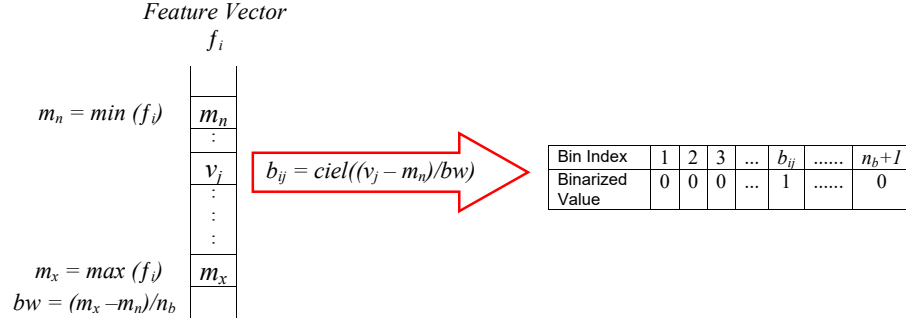 Feature Vector
f_i
m_n = min (f_i)
m_n
:
v_j
b_ij = ciel((v_j – m_n)/bw)
:
:
:
:
m_x = max (f_i)
m_x
bw = (m_x –m_n)/n_b
Bin Index 1 2 3 ... b_ij ...... n_b+1
Binarized 0 0 0 ... 1 ...... 0
Value